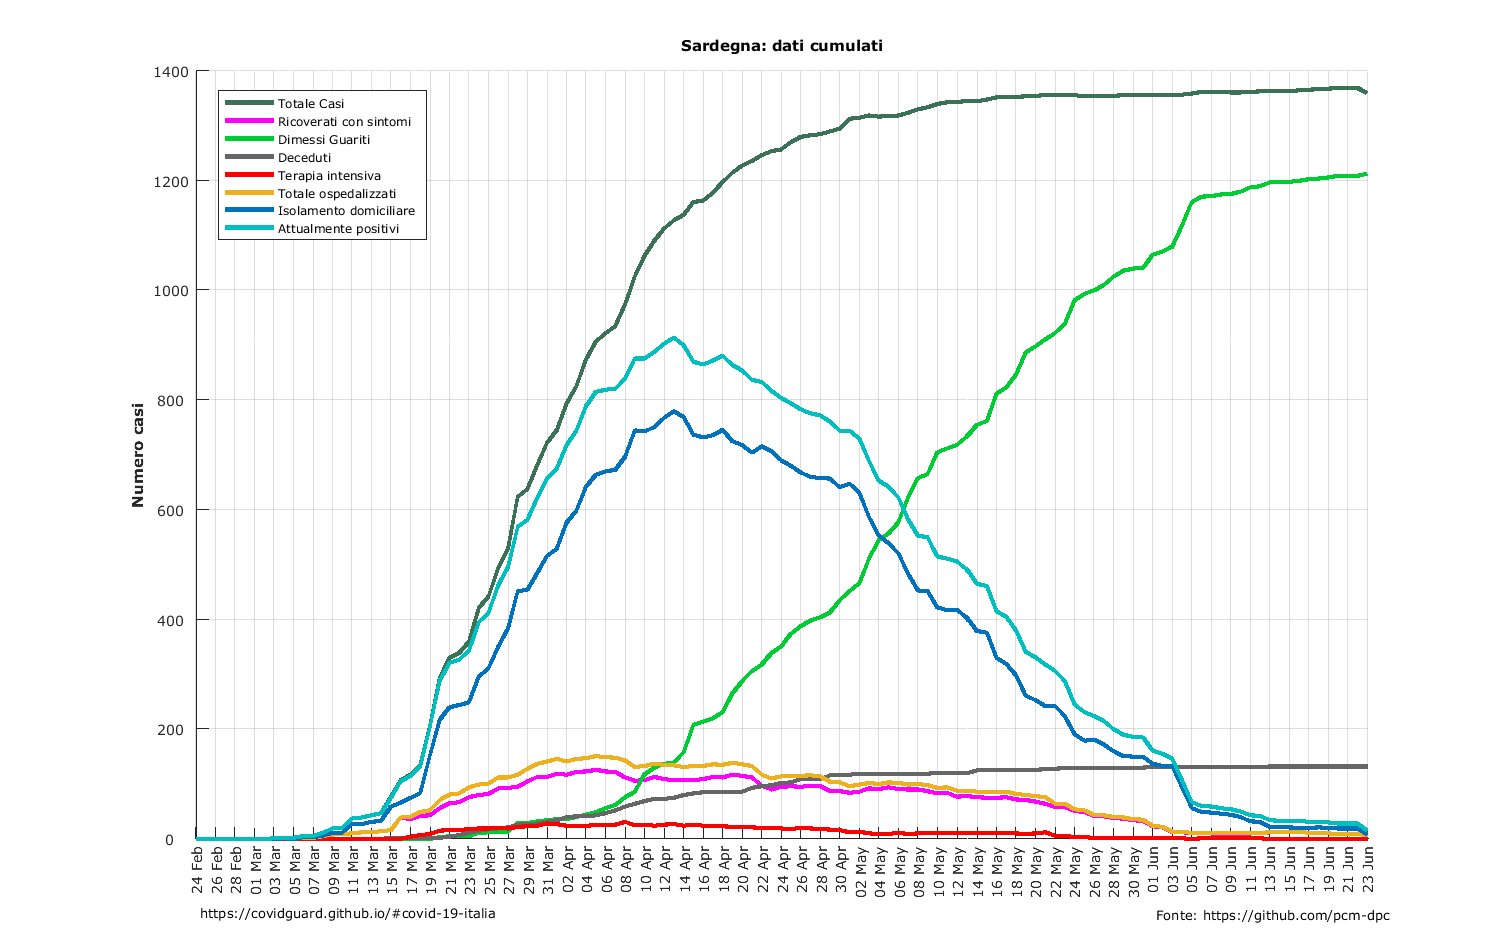 Sardegna: dati cumulati
Numero casi
1400
1200
1000
800
600
400
200
0
Totale Casi
Ricoverati con sintomi
Dimessi Guariti
Deceduti
Terapia intensiva
Totale ospedalizzati
Isolamento domiciliare
Attualmente positivi
24 Feb
26 Feb
28 Feb
01 Mar
03 Mar
05 Mar
07 Mar
09 Mar
11 Mar
13 Mar
15 Mar
17 Mar
19 Mar
21 Mar
23 Mar
25 Mar
27 Mar
29 Mar
31 Mar
02 Apr
04 Apr
06 Apr
08 Apr
10 Apr
12 Apr
14 Apr
16 Apr
18 Apr
20 Apr
22 Apr
24 Apr
26 Apr
28 Apr
30 Apr
02 May
04 May
06 May
08 May
10 May
12 May
14 May
16 May
18 May
20 May
22 May
24 May
26 May
28 May
30 May
01 Jun
03 Jun
05 Jun
07 Jun
09 Jun
11 Jun
13 Jun
15 Jun
17 Jun
19 Jun
21 Jun
23 Jun
https://covidguard.github.io/#covid-19-italia
Fonte: https://github.com/pcm-dpc